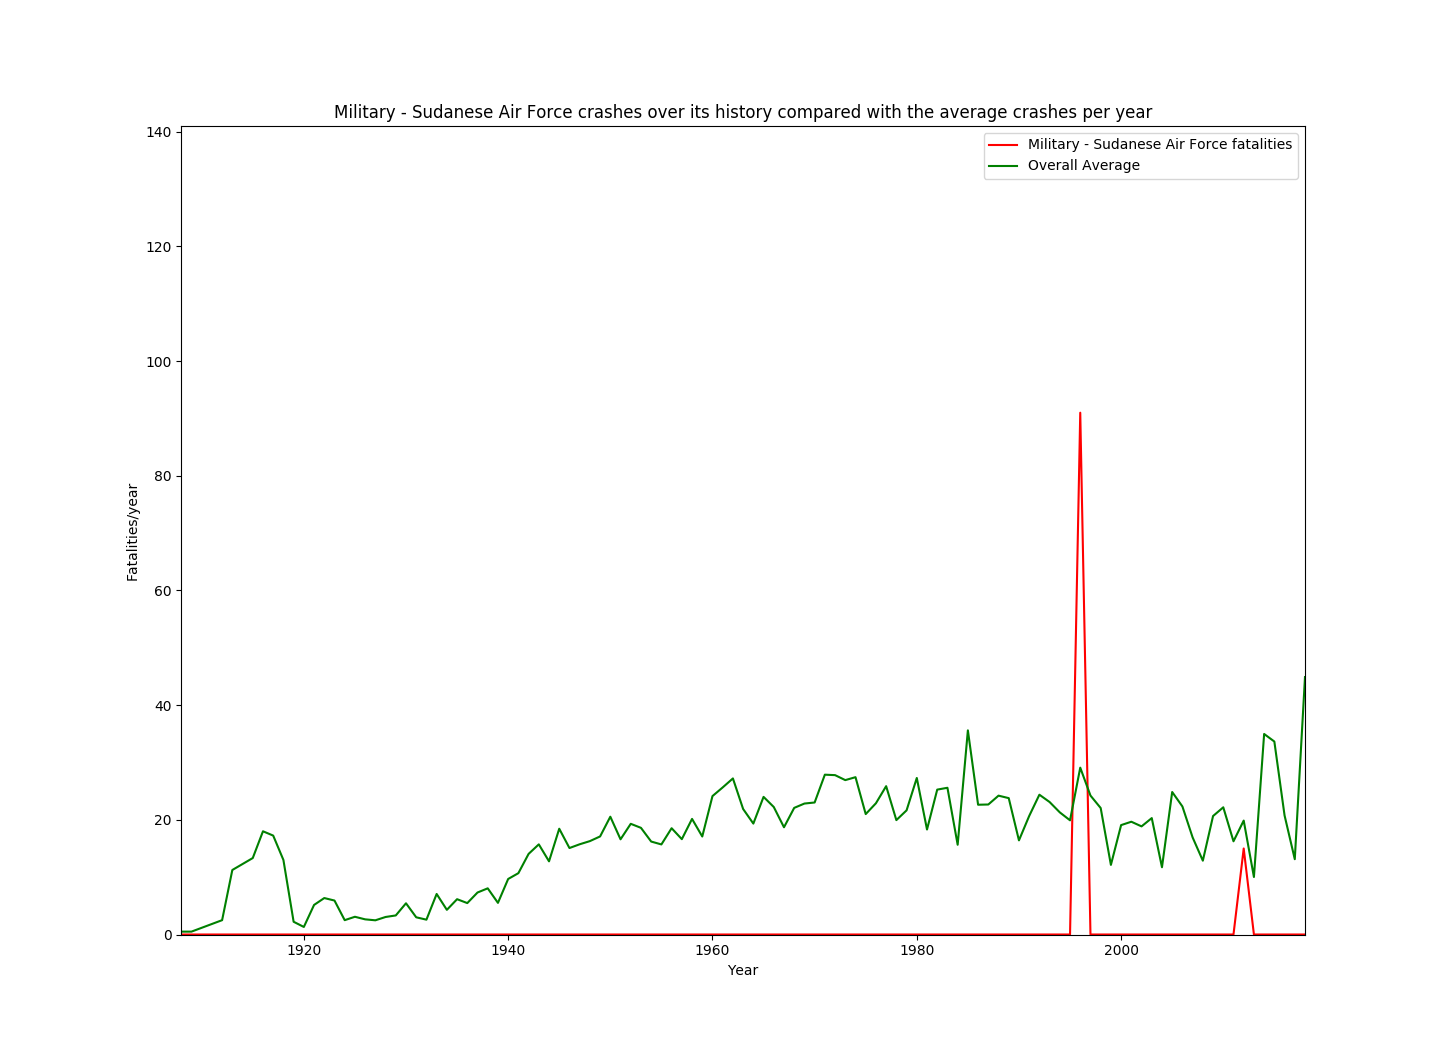 Military - Sudanese Air Force crashes over its history compared with the average crashes per year
Military - Sudanese Air Force fatalities
Overall Average
140
120
100
80
60
40
20
0
Fatalities/year
1920 1940 1960 1980 2000
Year